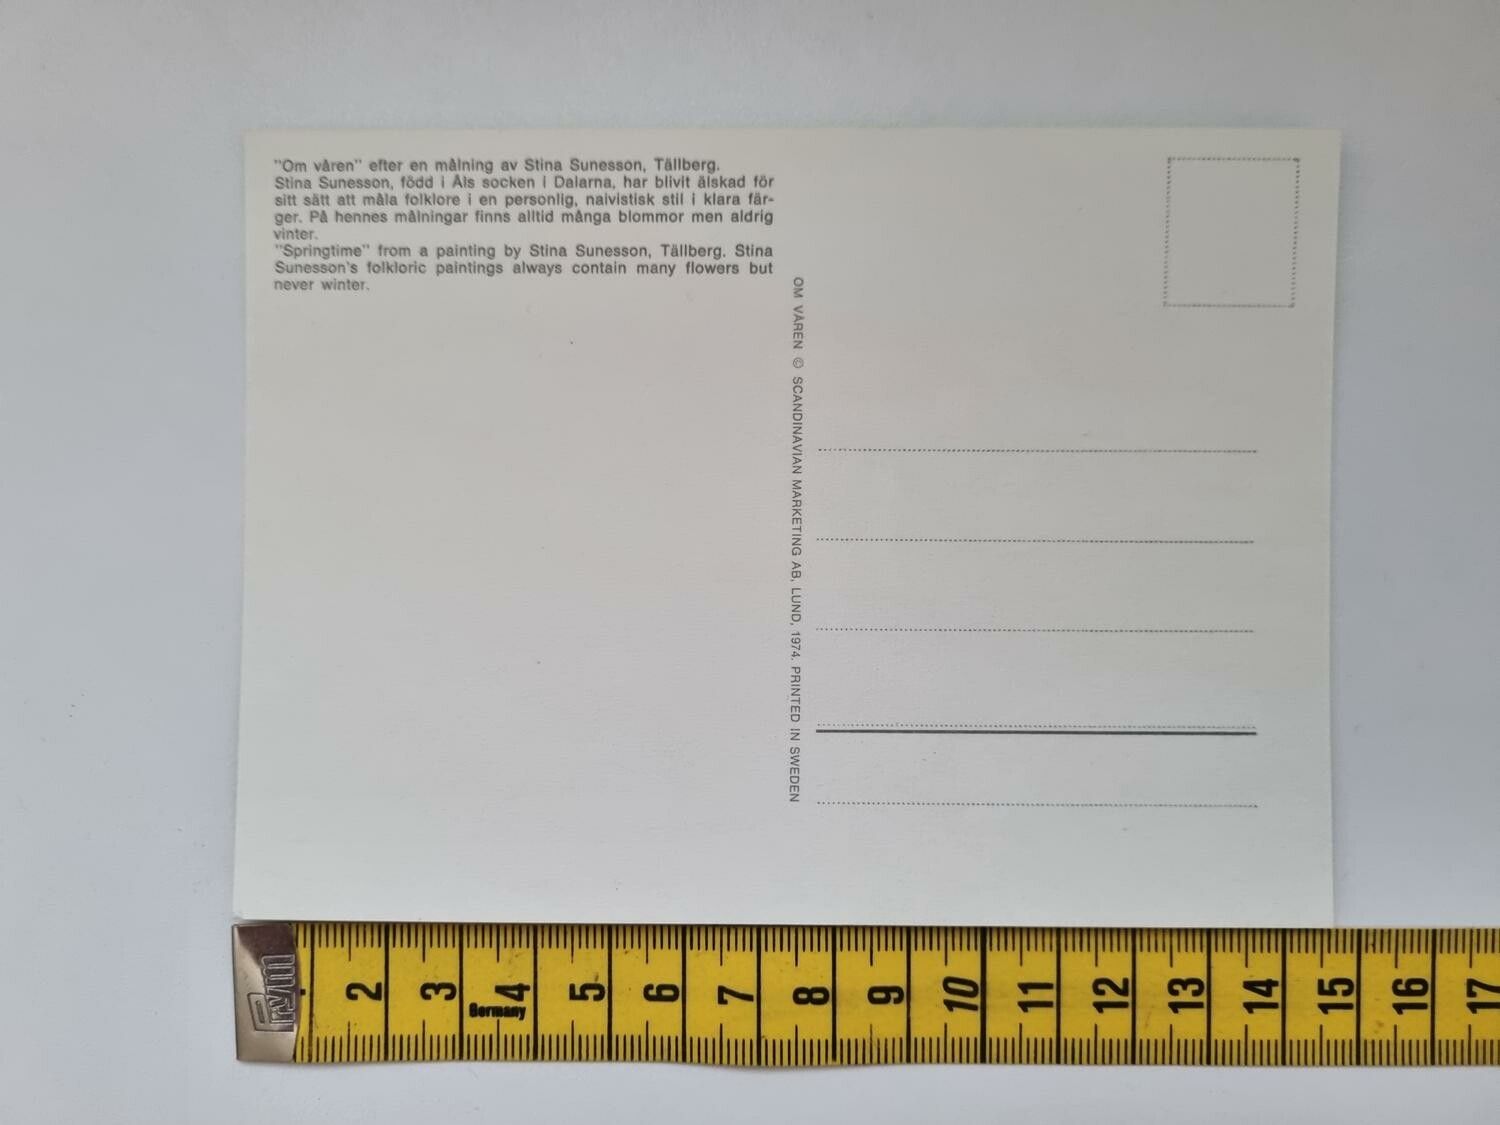 "Om våren" efter en målning av Stina Sunesson, Tällberg.
Stina Sunesson, född i Åls socken i Dalarna, har blivit älskad för
sitt sätt att måla folklore i en personlig, naivistisk stil i klara fär-
ger. På hennes målningar finns alltid många blommor men aldrig
vinter.
"Springtime" from a painting by Stina Sunesson, Tällberg. Stina
Sunesson's folkloric paintings always contain many flowers but
never winter.
OM VÅREN © SCANDINAVIAN MARKETING AB, LUND, 1974. PRINTED IN SWEDEN
Prym
2 3 4 5 6 7 8 9 10 11 12 13 14 15 16 17
Germany